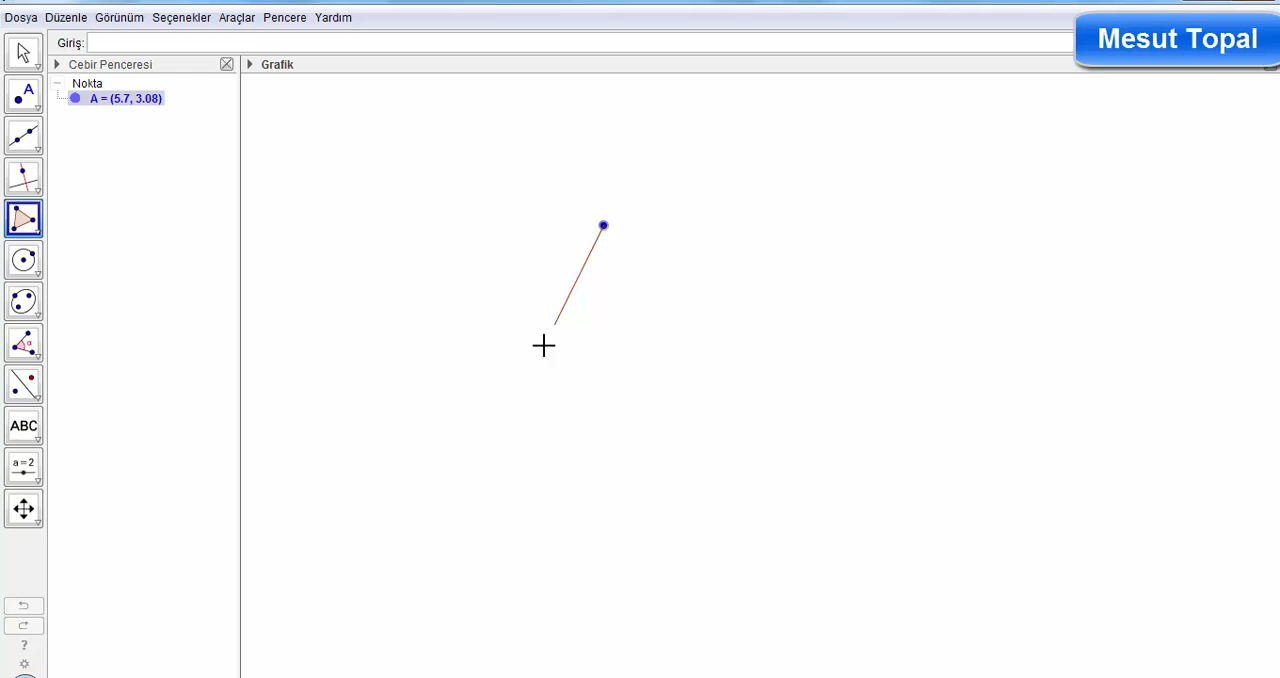 Dosya Düzenle Görünüm Seçenekler Araçlar Pencere Yardım
Mesut Topal
Giriş:
Cebir Penceresi
Grafik
Nokta
A = (5.7, 3.08)
A
α
ABC
a=2
?